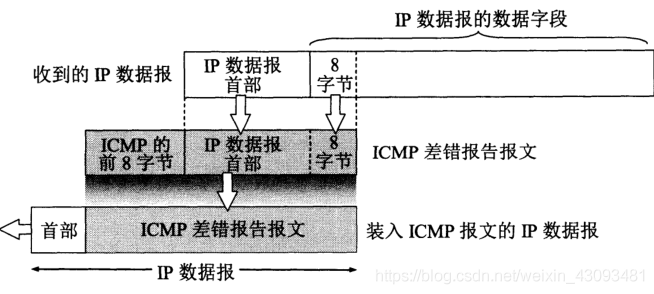 IP 数据报的数据字段
收到的 IP 数据报
IP 数据报
首部
8
字节
ICMP 的
前 8 字节
IP 数据报
首部
8
字节
ICMP 差错报告报文
首部
ICMP 差错报告报文
装入 ICMP 报文的 IP 数据报
IP 数据报
https://blog.csdn.net/weixin_43093481